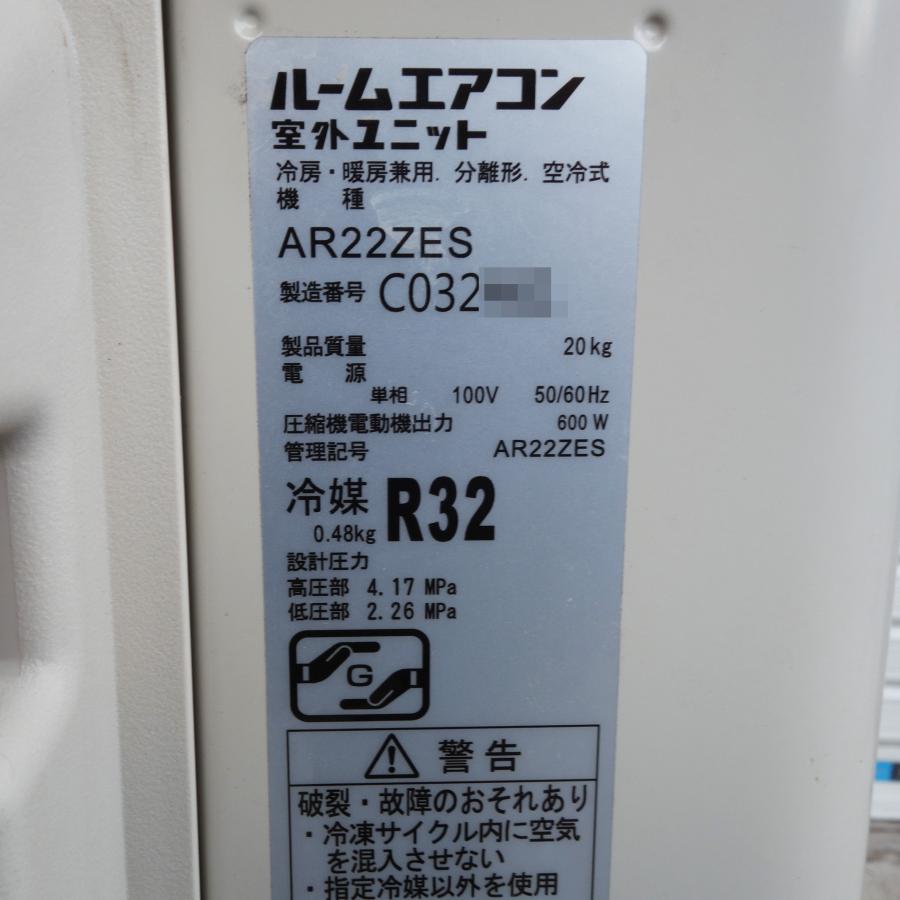 ルームエアコン
室外ユニット
冷房・暖房兼用．分離形．空冷式
機　種
AR22ZES
製造番号 C032
製品質量 20kg
電　源
単相 100V 50/60Hz
圧縮機電動機出力 600W
管理記号 AR22ZES
冷媒 R32
0.48kg
設計圧力
高圧部 4.17 MPa
低圧部 2.26 MPa
G
警告
破裂・故障のおそれあり
・冷凍サイクル内に空気
を混入させない
・指定冷媒以外を使用